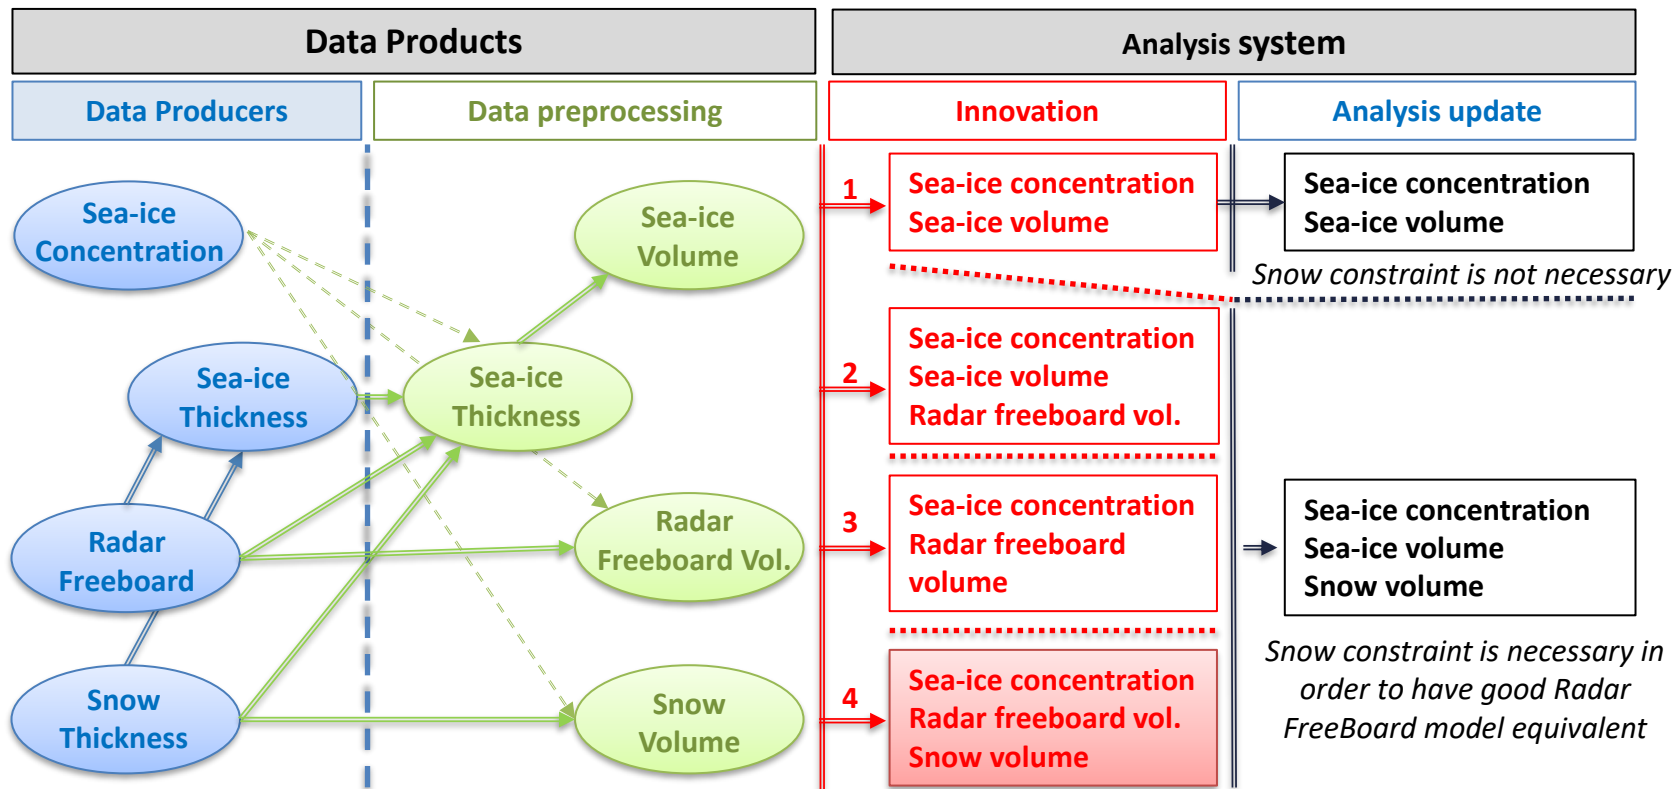 Data Products
Analysis system
Data Producers
Data preprocessing
Innovation
Analysis update
Sea-ice
Concentration
Sea-ice
Thickness
Radar
Freeboard
Snow
Thickness
Sea-ice
Volume
Sea-ice
Thickness
Radar
Freeboard Vol.
Snow
Volume
1
Sea-ice concentration
Sea-ice volume
2
Sea-ice concentration
Sea-ice volume
Radar freeboard vol.
3
Sea-ice concentration
Radar freeboard
volume
4
Sea-ice concentration
Radar freeboard vol.
Snow volume
Sea-ice concentration
Sea-ice volume
Snow constraint is not necessary
Sea-ice concentration
Sea-ice volume
Snow volume
Snow constraint is necessary in
order to have good Radar
FreeBoard model equivalent